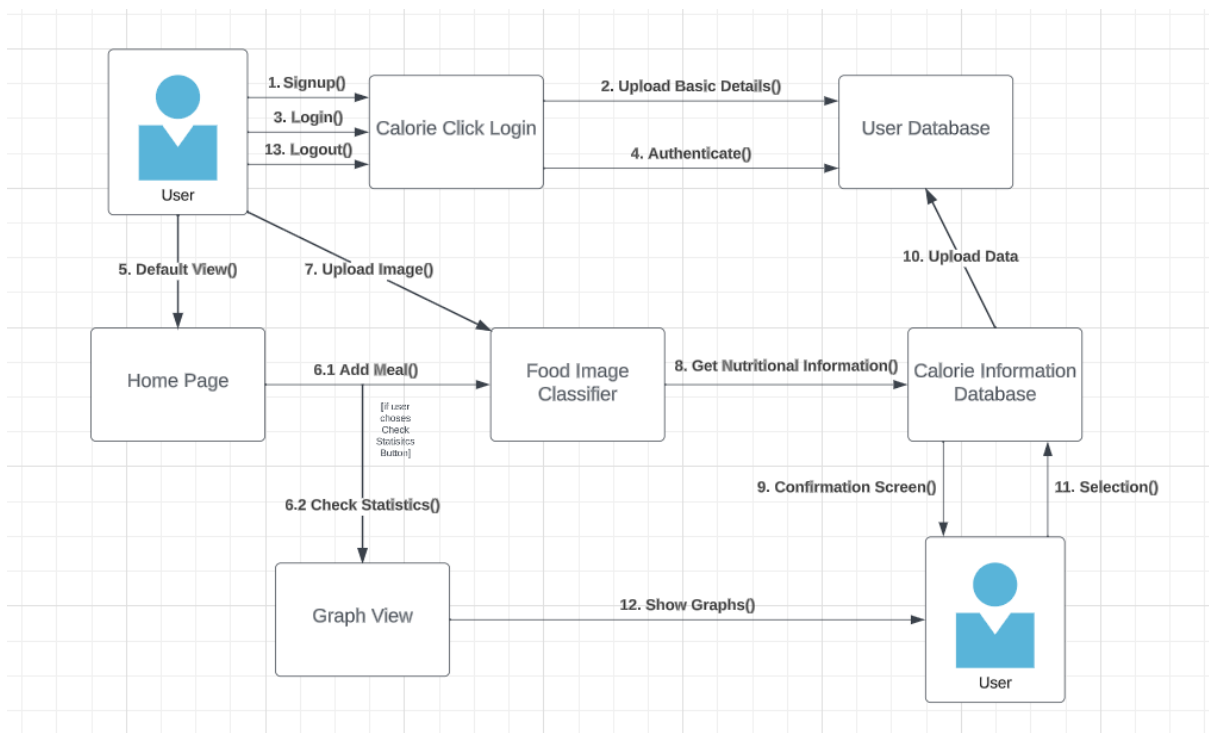 1. Signup()
2. Upload Basic Details()
3. Login()
Calorie Click Login
User Database
13. Logout()
4. Authenticate()
User
10. Upload Data
5. Default View()
7. Upload Image()
Home Page
6.1 Add Meal()
Food Image
Classifier
8. Get Nutritional Information()
Calorie Information
Database
[if user
choses
Check
Statisitcs
Button]
9. Confirmation Screen()
11. Selection()
6.2 Check Statistics()
Graph View
12. Show Graphs()
User